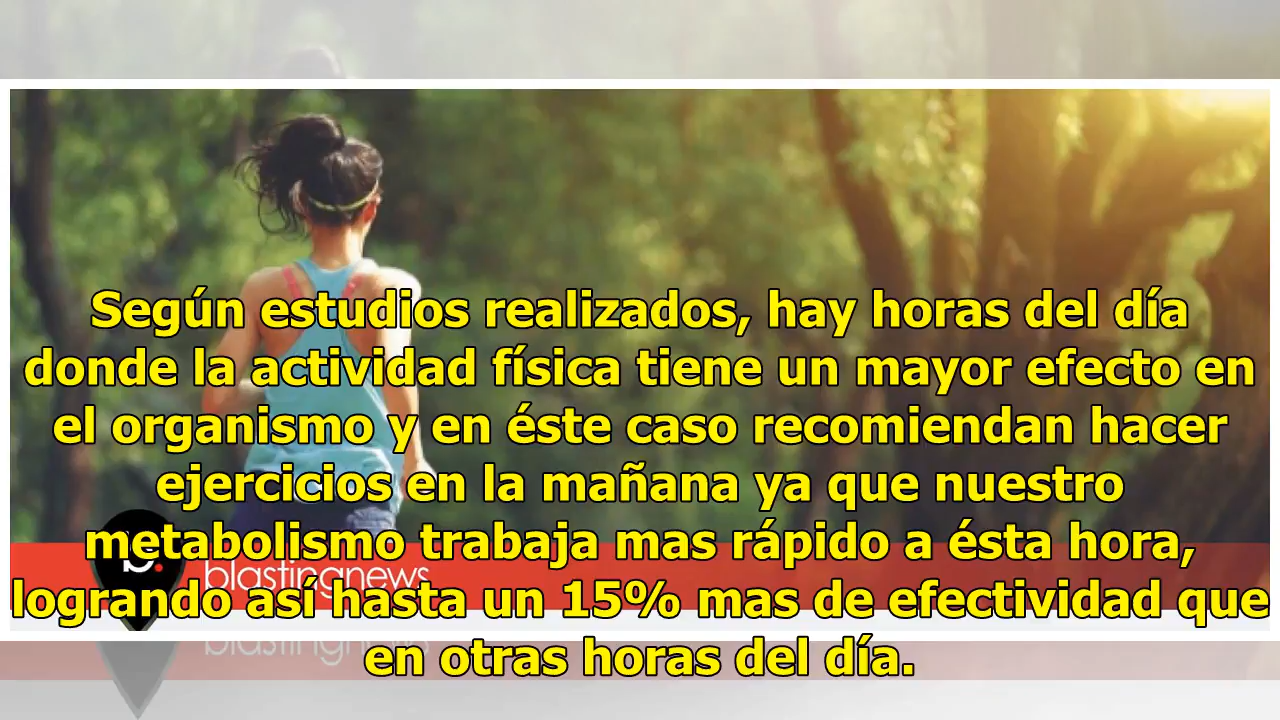 Según estudios realizados, hay horas del día
donde la actividad física tiene un mayor efecto en
el organismo y en éste caso recomiendan hacer
ejercicios en la mañana ya que nuestro
metabolismo trabaja mas rápido a ésta hora,
logrando así hasta un 15% mas de efectividad que
en otras horas del día.
b.
blastingnews
blastingnews